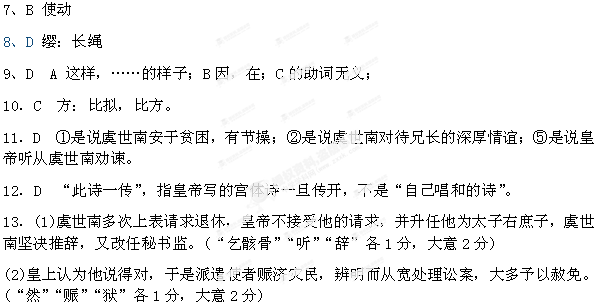 7、B 使动
8、D 缨：长绳
9、D  A 这样，……的样子；B因，在；C的助词无义；
10．C  方：比拟，比方。
11．D  ①是说虞世南安于贫困，有节操；②是说虞世南对待兄长的深厚情谊；⑤是说皇
帝听从虞世南劝谏。
12．D  “此诗一传”，指皇帝写的宫体诗一旦传开，不是“自己唱和的诗”。
13．(1)虞世南多次上表请求退休，皇帝不接受他的请求，并升任他为太子右庶子，虞世
南坚决推辞，又改任秘书监。（“乞骸骨”“听”“辞”各1分，大意2分）
(2)皇上认为他说得对，于是派遣使者赈济灾民，辨明而从宽处理讼案，大多予以赦免。
（“然”“赈”“狱”各1分，大意2分）